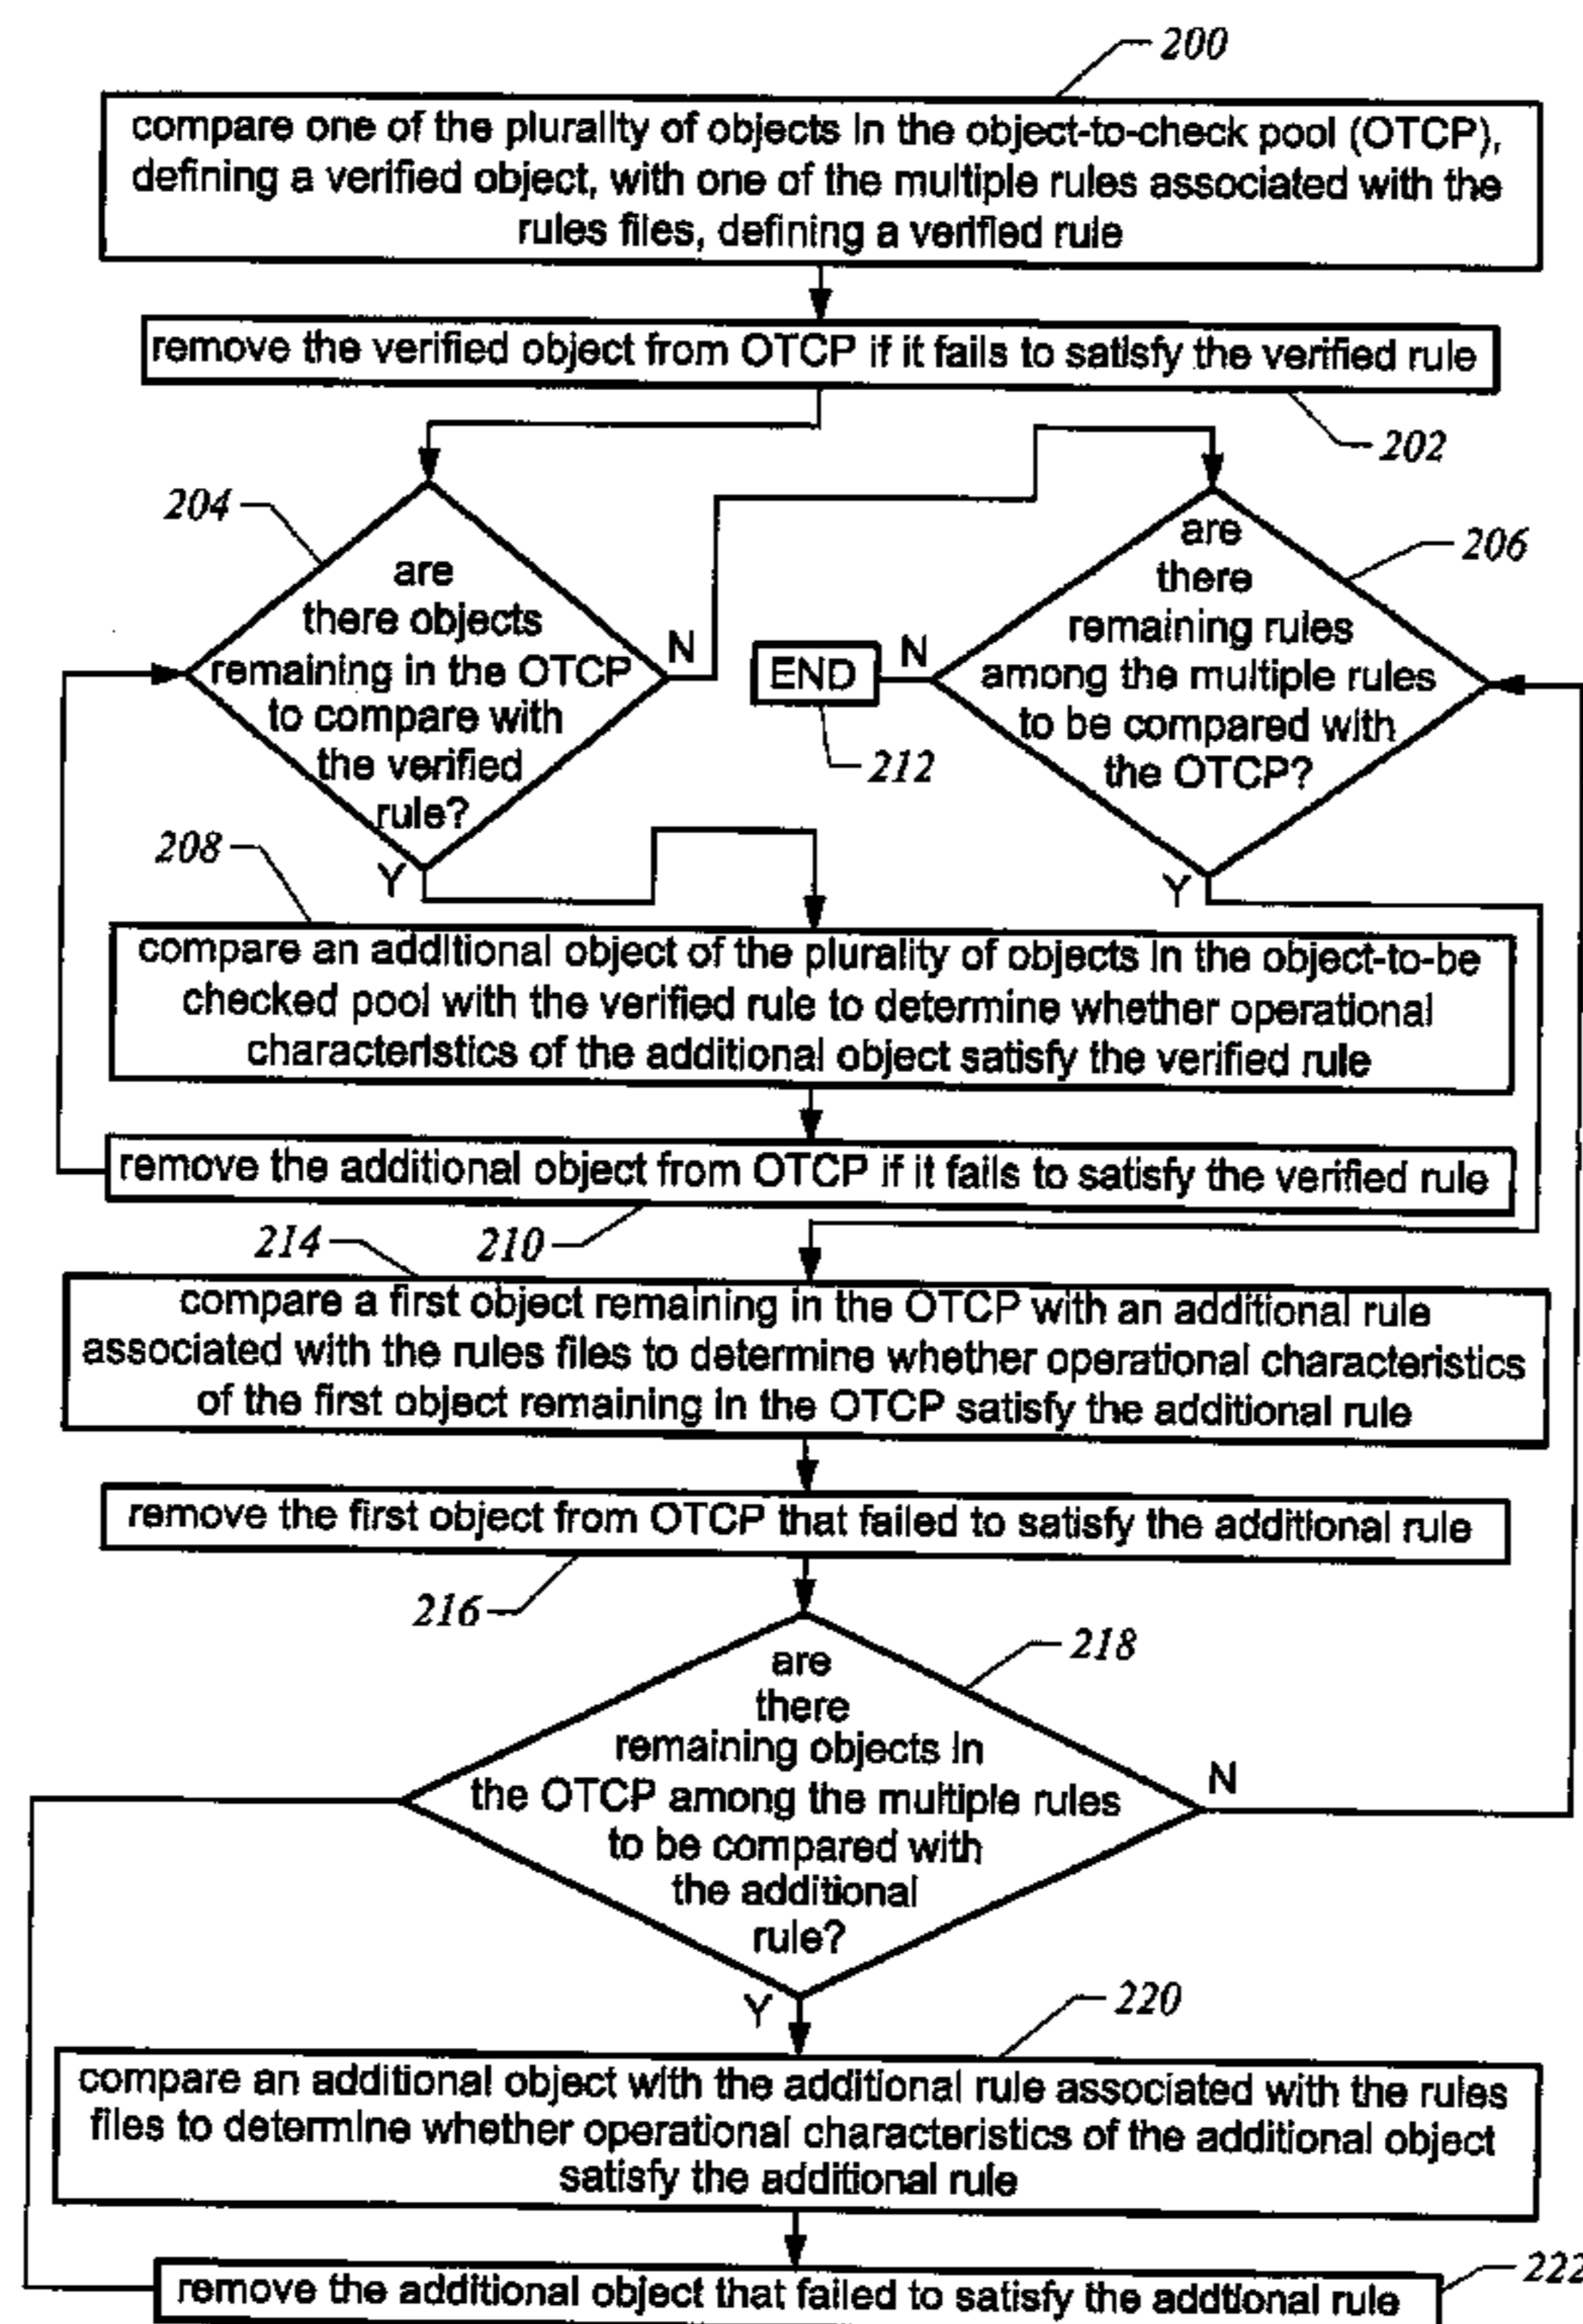 200
compare one of the plurality of objects in the object-to-check pool (OTCP),
defining a verified object, with one of the multiple rules associated with the
rules files, defining a verified rule
remove the verified object from OTCP if it fails to satisfy the verified rule
202
204
are
there objects
remaining in the OTCP
to compare with
the verified
rule?
N
Y
206
are
there
remaining rules
among the multiple rules
to be compared with
the OTCP?
N
Y
END
212
208
compare an additional object of the plurality of objects in the object-to-be
checked pool with the verified rule to determine whether operational
characteristics of the additional object satisfy the verified rule
remove the additional object from OTCP if it fails to satisfy the verified rule
210
214
compare a first object remaining in the OTCP with an additional rule
associated with the rules files to determine whether operational characteristics
of the first object remaining in the OTCP satisfy the additional rule
remove the first object from OTCP that failed to satisfy the additional rule
216
218
are
there
remaining objects in
the OTCP among the multiple rules
to be compared with
the additional
rule?
N
Y
220
compare an additional object with the additional rule associated with the rules
files to determine whether operational characteristics of the additional object
satisfy the additional rule
remove the additional object that failed to satisfy the addtional rule
222